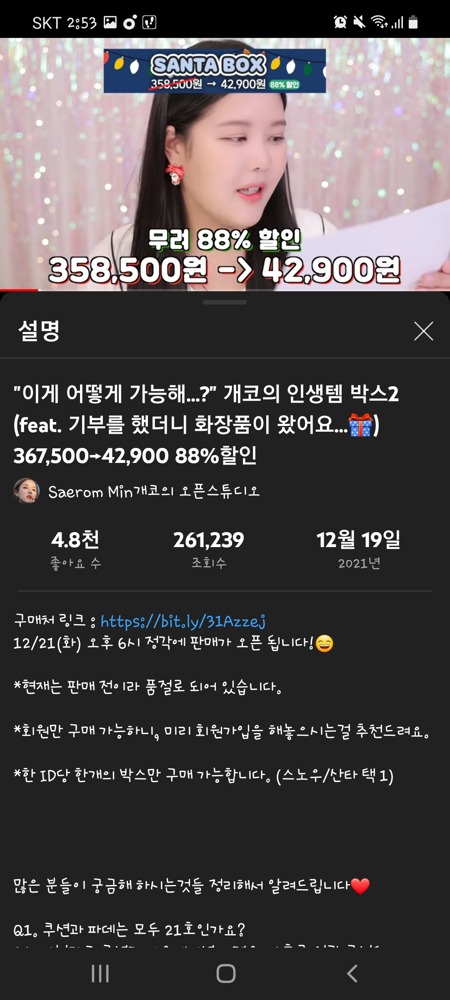 SKT 2:53
SANTA BOX
358,500원 → 42,900원 88% 할인
무려 88% 할인
358,500원 -> 42,900원
설명
"이게 어떻게 가능해...?" 개코의 인생템 박스2
(feat. 기부를 했더니 화장품이 왔어요...🎁)
367,500→42,900 88%할인
Saerom Min개코의 오픈스튜디오
4.8천 261,239 12월 19일
좋아요 수 조회수 2021년
구매처 링크 : https://bit.ly/31Azzej
12/21(화) 오후 6시 정각에 판매가 오픈 됩니다!😄
*현재는 판매 전이라 품절로 되어 있습니다.
*회원만 구매 가능하니, 미리 회원가입을 해놓으시는걸 추천드려요.
*한 ID당 한개의 박스만 구매 가능합니다. (스노우/산타 택 1)
많은 분들이 궁금해 하시는것들 정리해서 알려드립니다❤️
Q1. 쿠션과 파데는 모두 21호인가요?